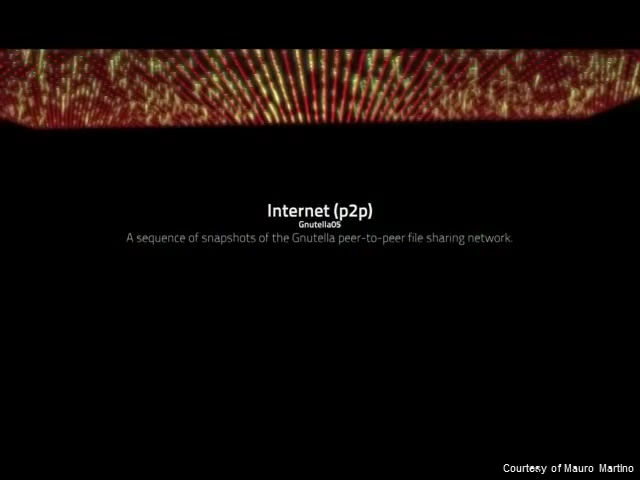 Internet (p2p)
Gnutella05
A sequence of snapshots of the Gnutella peer-to-peer file sharing network.
Courtesy of Mauro Martino